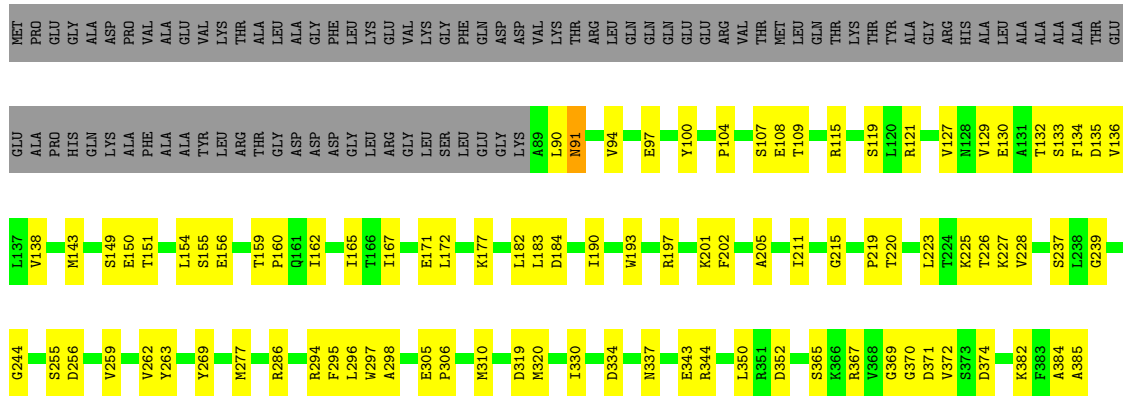 MET PRO GLU GLY ALA ASP PRO VAL ALA GLU VAL LYS THR ALA LEU ALA GLY PHE LEU LYS GLU VAL LYS GLY PHE GLN ASP ASP VAL LYS THR ARG LEU GLN GLN GLN GLU GLU ARG VAL THR MET LEU GLN THR LYS THR TYR ALA GLY ARG HIS ALA LEU ALA ALA ALA ALA THR GLU
GLU ALA PRO HIS GLN LYS ALA PHE ALA ALA TYR LEU ARG THR GLY ASP ASP ASP GLY LEU ARG GLY LEU SER LEU GLU GLY LYS A89 L90 N91 V94 E97 Y100 P104 S107 E108 T109 R115 S119 L120 R121 V127 N128 V129 E130 A131 T132 S133 F134 D135 V136
L137 V138 M143 S149 E150 T151 L154 S155 E156 T159 P160 Q161 I162 I165 T166 I167 E171 L172 K177 L182 L183 D184 I190 W193 R197 K201 F202 A205 I211 G215 P219 T220 L223 T224 K225 T226 K227 V228 S237 L238 G239
G244 S255 D256 V259 V262 Y263 Y269 M277 R286 R294 F295 L296 W297 A298 E305 P306 M310 D319 M320 I330 D334 N337 E343 R344 L350 R351 D352 S365 K366 R367 V368 G369 G370 D371 V372 S373 D374 K382 F383 A384 A385